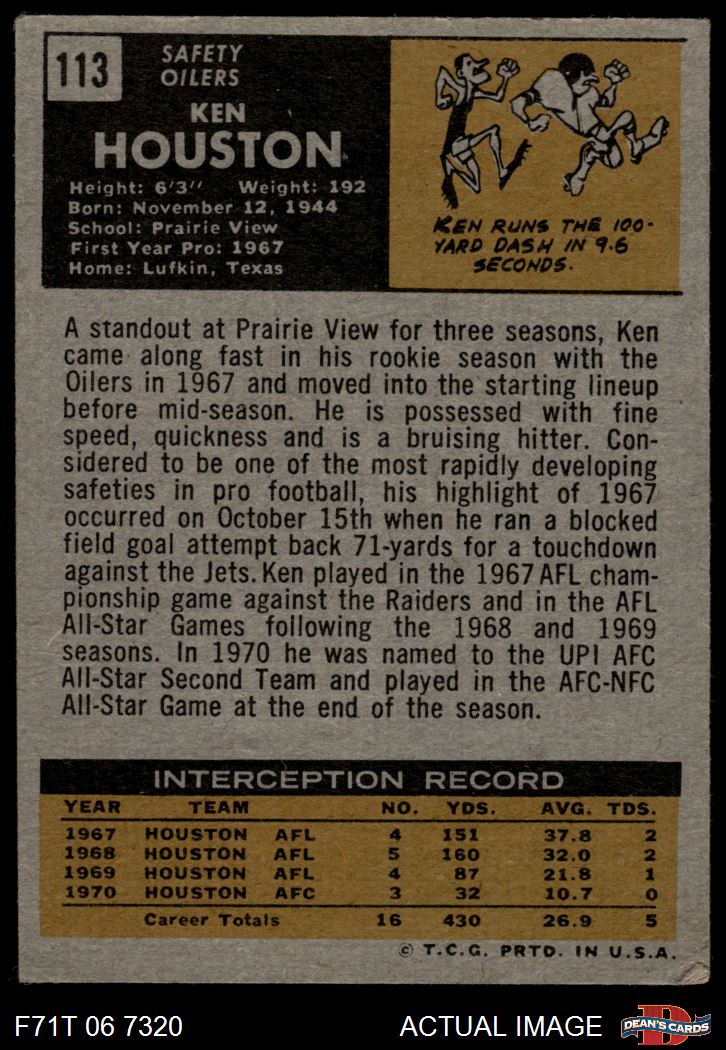 113
SAFETY
OILERS
KEN
HOUSTON
Height: 6'3" Weight: 192
Born: November 12, 1944
School: Prairie View
First Year Pro: 1967
Home: Lufkin, Texas
KEN RUNS THE 100-
YARD DASH IN 9.6
SECONDS.
A standout at Prairie View for three seasons, Ken
came along fast in his rookie season with the
Oilers in 1967 and moved into the starting lineup
before mid-season. He is possessed with fine
speed, quickness and is a bruising hitter. Con-
sidered to be one of the most rapidly developing
safeties in pro football, his highlight of 1967
occurred on October 15th when he ran a blocked
field goal attempt back 71-yards for a touchdown
against the Jets. Ken played in the 1967 AFL cham-
pionship game against the Raiders and in the AFL
All-Star Games following the 1968 and 1969
seasons. In 1970 he was named to the UPI AFC
All-Star Second Team and played in the AFC-NFC
All-Star Game at the end of the season.
INTERCEPTION RECORD
YEAR TEAM NO. YDS. AVG. TDS.
1967 HOUSTON AFL 4 151 37.8 2
1968 HOUSTON AFL 5 160 32.0 2
1969 HOUSTON AFL 4 87 21.8 1
1970 HOUSTON AFC 3 32 10.7 0
Career Totals 16 430 26.9 5
© T.C.G. PRTD. IN U.S.A.
F71T 06 7320 ACTUAL IMAGE
D
DEAN'S CARDS